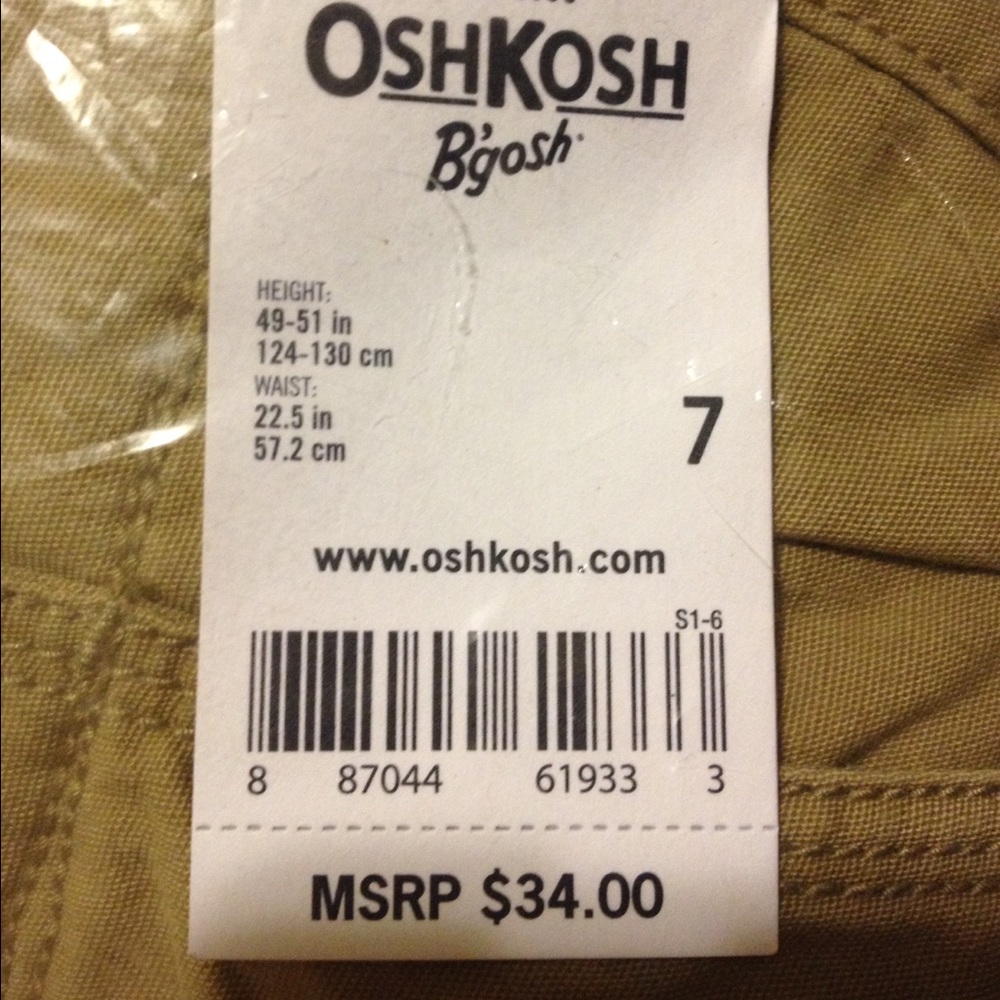 OSHKOSH
B'gosh
HEIGHT:
49-51 in
124-130 cm
WAIST:
22.5 in
57.2 cm
7
www.oshkosh.com
S1-6
8 87044 61933 3
MSRP $34.00